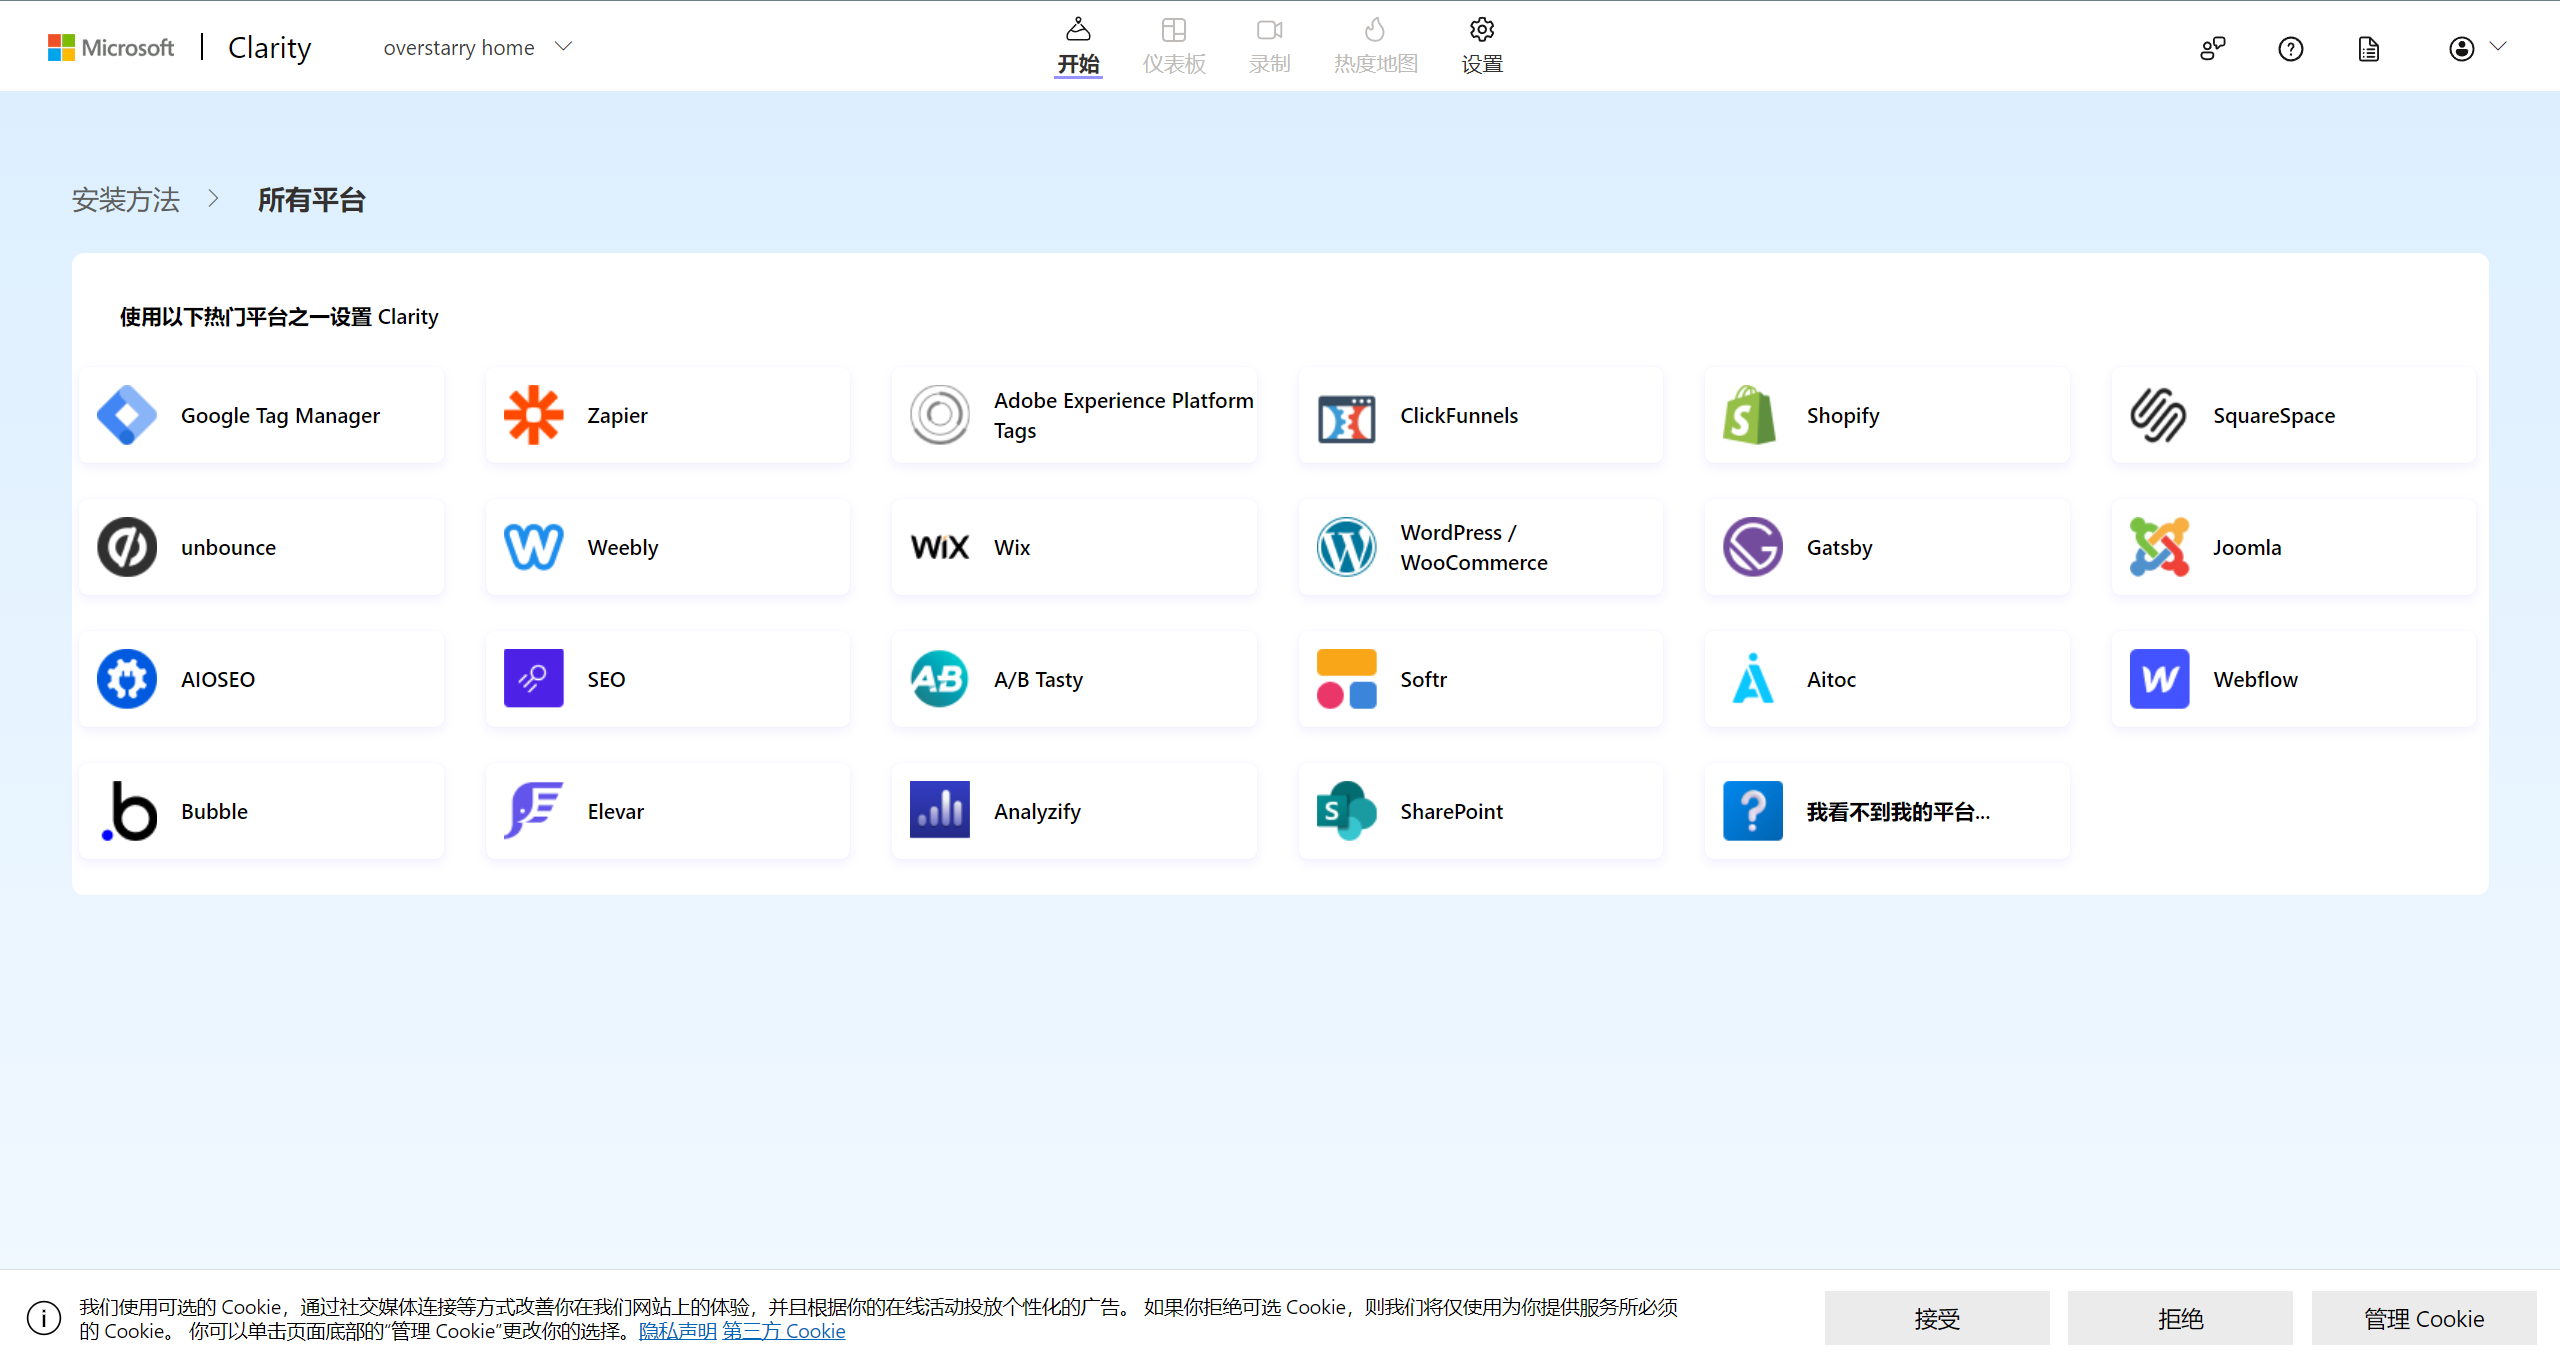 Microsoft | Clarity overstarry home
开始 仪表板 录制 热度地图 设置
安装方法 所有平台
使用以下热门平台之一设置 Clarity
Google Tag Manager
Zapier
Adobe Experience Platform
Tags
ClickFunnels
Shopify
SquareSpace
unbounce
Weebly
WiX
Wix
WordPress /
WooCommerce
Gatsby
Joomla
AIOSEO
SEO
AB
A/B Tasty
Softr
Aitoc
Webflow
Bubble
Elevar
Analyzify
S
SharePoint
我看不到我的平台...
我们使用可选的 Cookie，通过社交媒体连接等方式改善你在我们网站上的体验，并且根据你的在线活动投放个性化的广告。 如果你拒绝可选 Cookie，则我们将仅使用为你提供服务所必须
的 Cookie。 你可以单击页面底部的“管理 Cookie”更改你的选择。隐私声明 第三方 Cookie
接受
拒绝
管理 Cookie